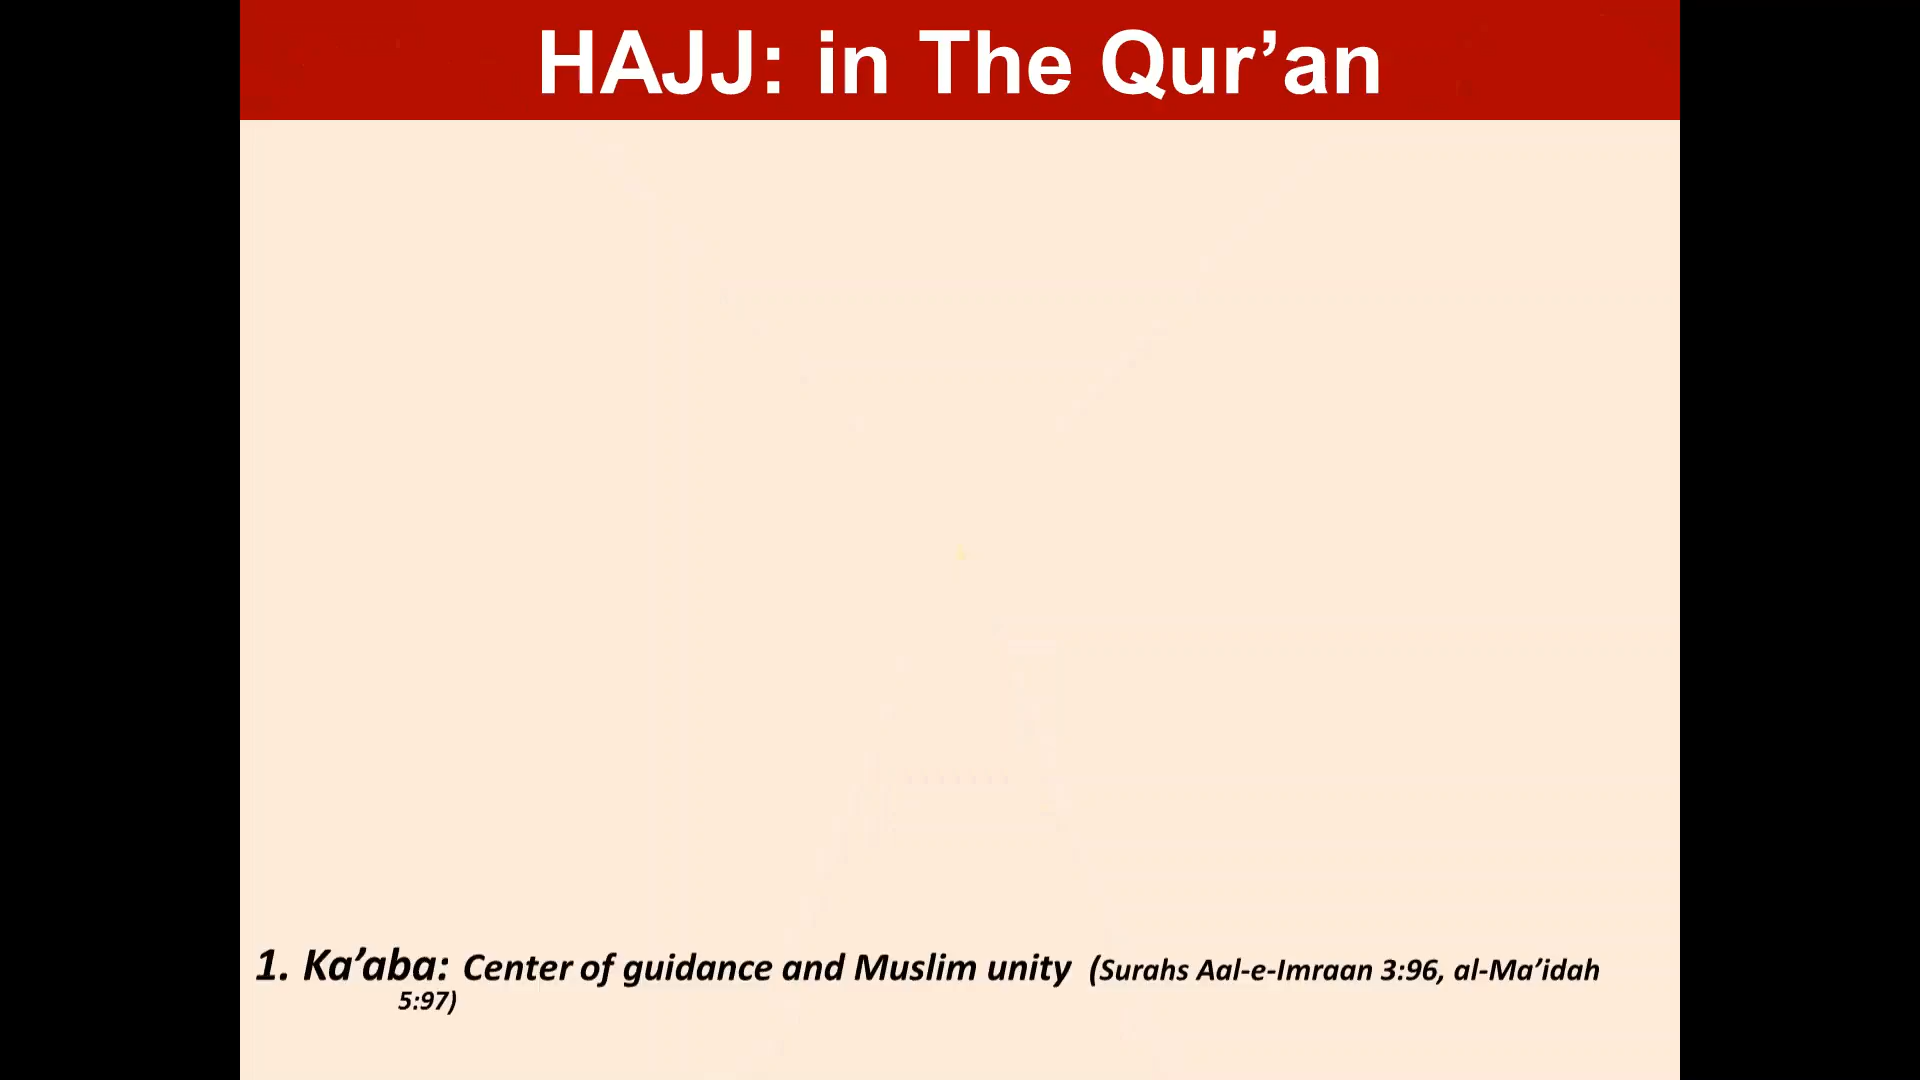 HAJJ: in The Qur’an
1. Ka’aba: Center of guidance and Muslim unity (Surahs Aal-e-Imraan 3:96, al-Ma’idah
5:97)